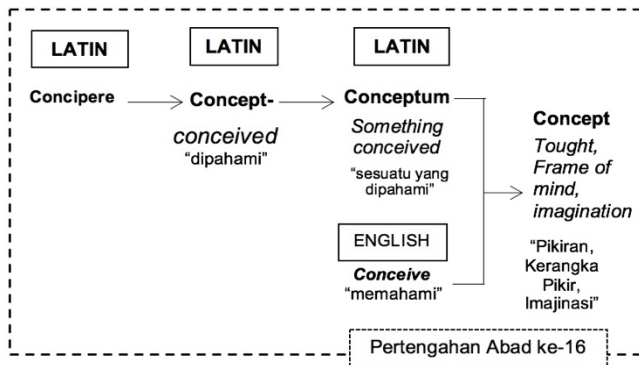 LATIN
Concipere
LATIN
Concept-
conceived
“dipahami”
LATIN
Conceptum
Something
conceived
“sesuatu yang
dipahami”
ENGLISH
Conceive
“memahami”
Concept
Tought,
Frame of
mind,
imagination
“Pikiran,
Kerangka
Pikir,
Imajinasi”
Pertengahan Abad ke-16